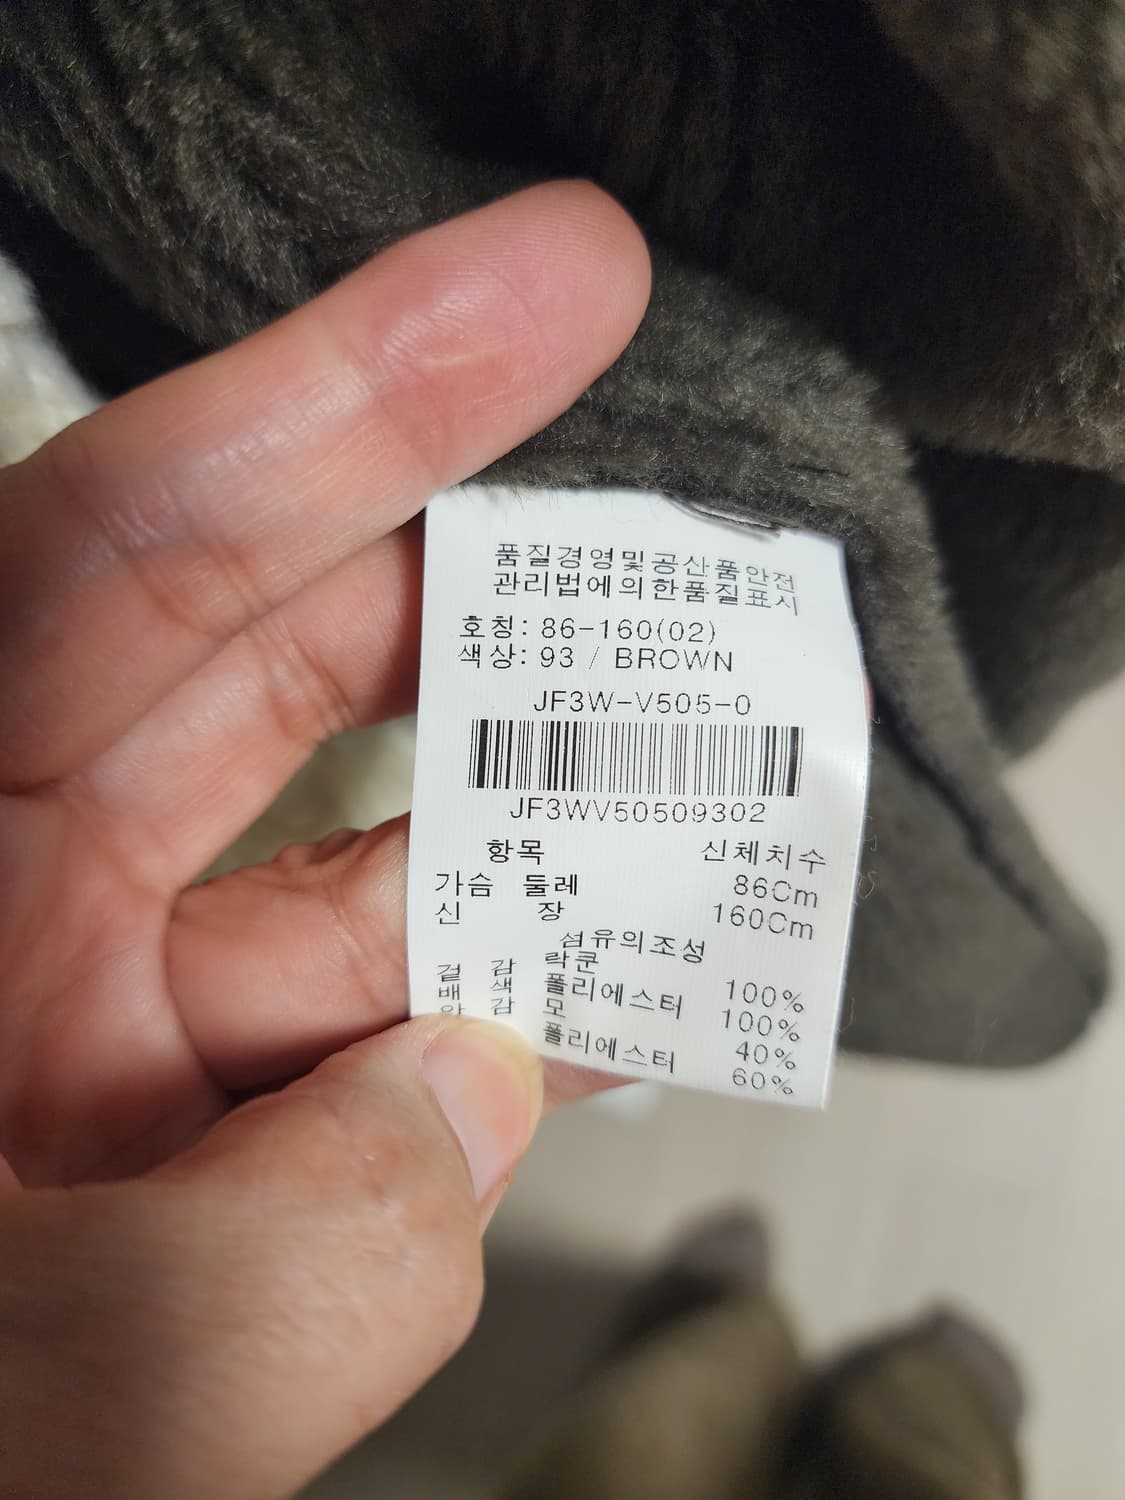 품질경영및공산품안전
관리법에의한품질표시
호칭: 86-160(02)
색상: 93 / BROWN
JF3W-V505-0
JF3WV50509302
항목 신체치수
가슴 둘레 86Cm
신 장 160Cm
섬유의조성
겉 감 락쿤 100%
배 색 폴리에스터 100%
안 감 모 40%
폴리에스터 60%